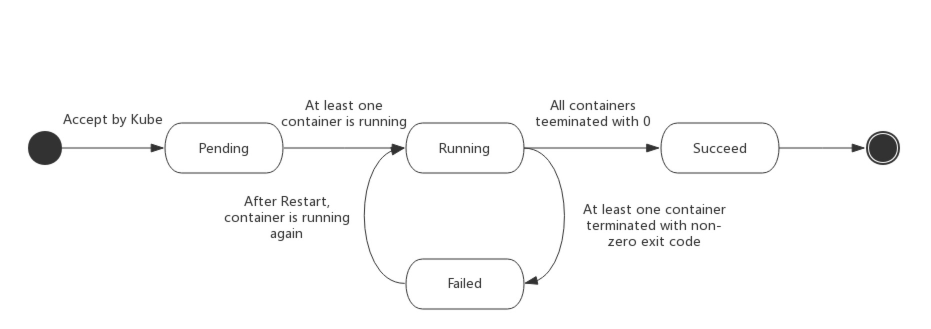 Accept by Kube
At least one
container is running
All containers
teeminated with 0
Pending
Running
Succeed
After Restart,
container is running
again
At least one container
terminated with non-
zero exit code
Failed